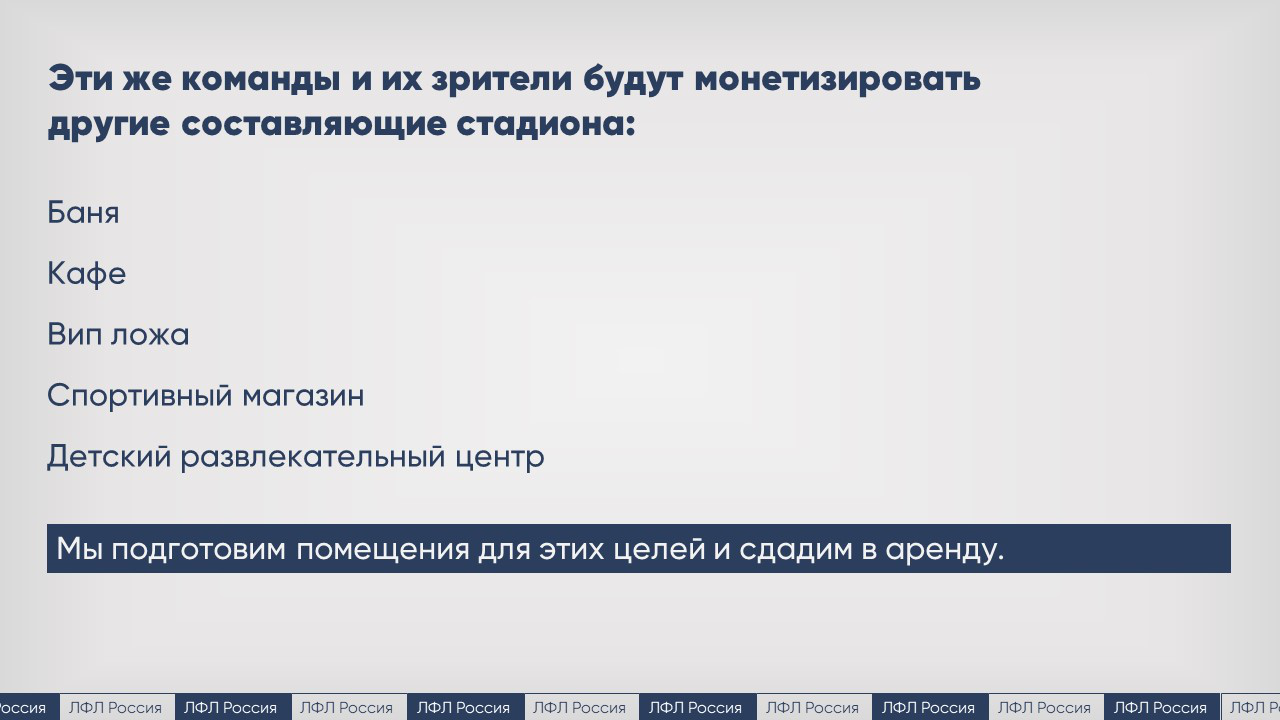 Эти же команды и их зрители будут монетизировать
другие составляющие стадиона:
Баня
Кафе
Вип ложа
Спортивный магазин
Детский развлекательный центр
Мы подготовим помещения для этих целей и сдадим в аренду.
Россия ЛФЛ Россия ЛФЛ Россия ЛФЛ Россия ЛФЛ Россия ЛФЛ Россия ЛФЛ Россия ЛФЛ Россия ЛФЛ Россия ЛФЛ Россия ЛФЛ Россия ЛФЛ